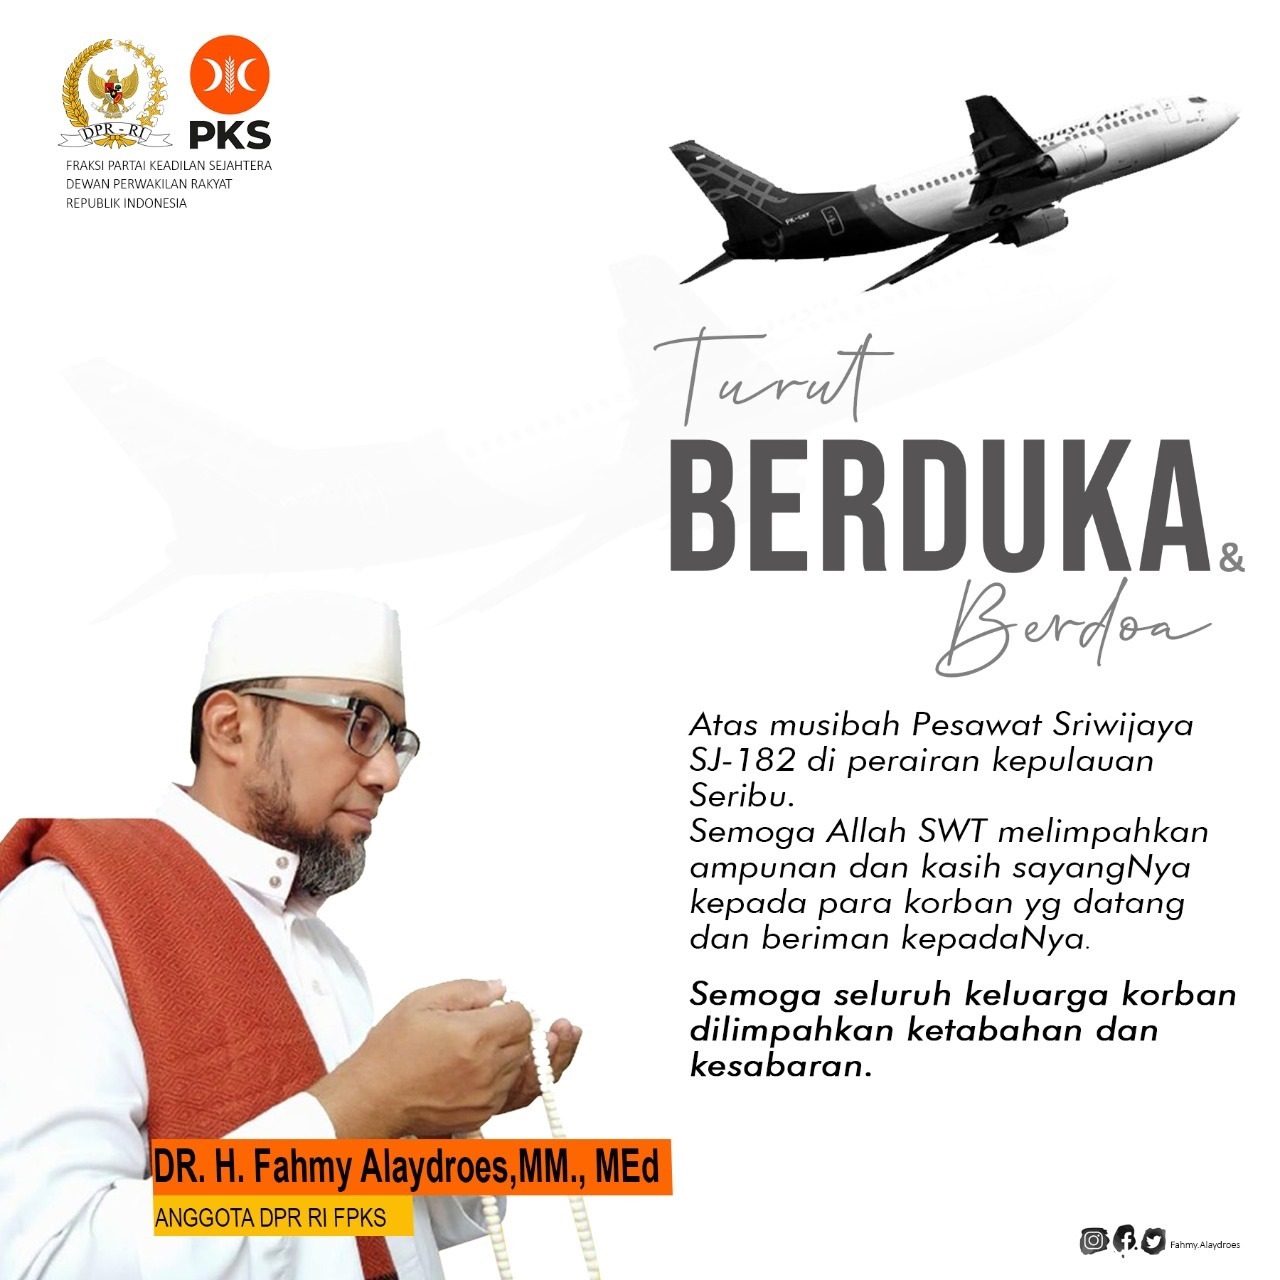 DPR - RI
PKS
FRAKSI PARTAI KEADILAN SEJAHTERA
DEWAN PERWAKILAN RAKYAT
REPUBLIK INDONESIA
Turut
BERDUKA &
Berdoa
Atas musibah Pesawat Sriwijaya
SJ-182 di perairan kepulauan
Seribu.
Semoga Allah SWT melimpahkan
ampunan dan kasih sayangNya
kepada para korban yg datang
dan beriman kepadaNya.
Semoga seluruh keluarga korban
dilimpahkan ketabahan dan
kesabaran.
DR. H. Fahmy Alaydroes,MM., MEd
ANGGOTA DPR RI FPKS
Fahmy.Alaydroes